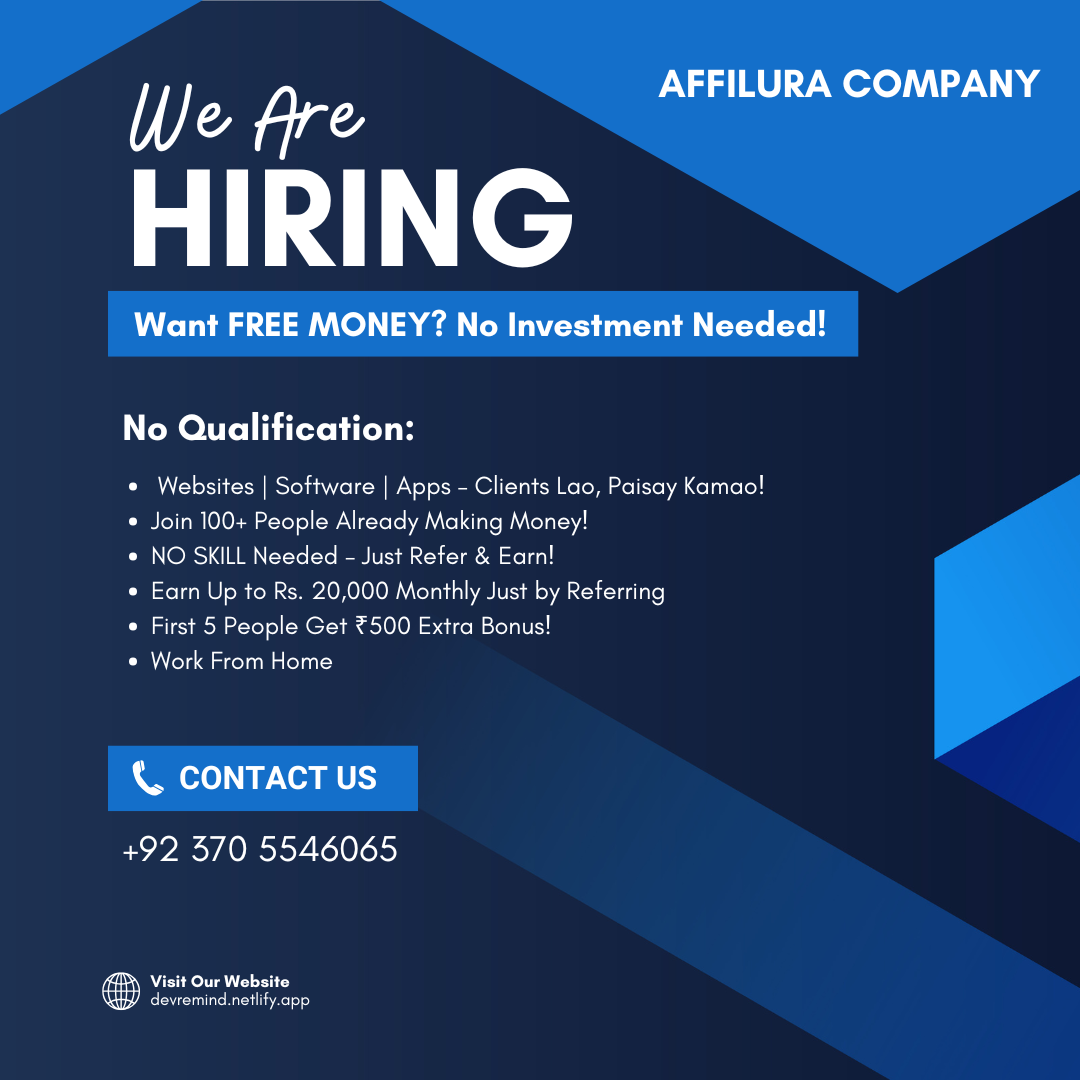 AFFILURA COMPANY
We Are
HIRING
Want FREE MONEY? No Investment Needed!
No Qualification:
• Websites | Software | Apps – Clients Lao, Paisay Kamao!
• Join 100+ People Already Making Money!
• NO SKILL Needed – Just Refer & Earn!
• Earn Up to Rs. 20,000 Monthly Just by Referring
• First 5 People Get ₹500 Extra Bonus!
• Work From Home
CONTACT US
+92 370 5546065
Visit Our Website
devremind.netlify.app